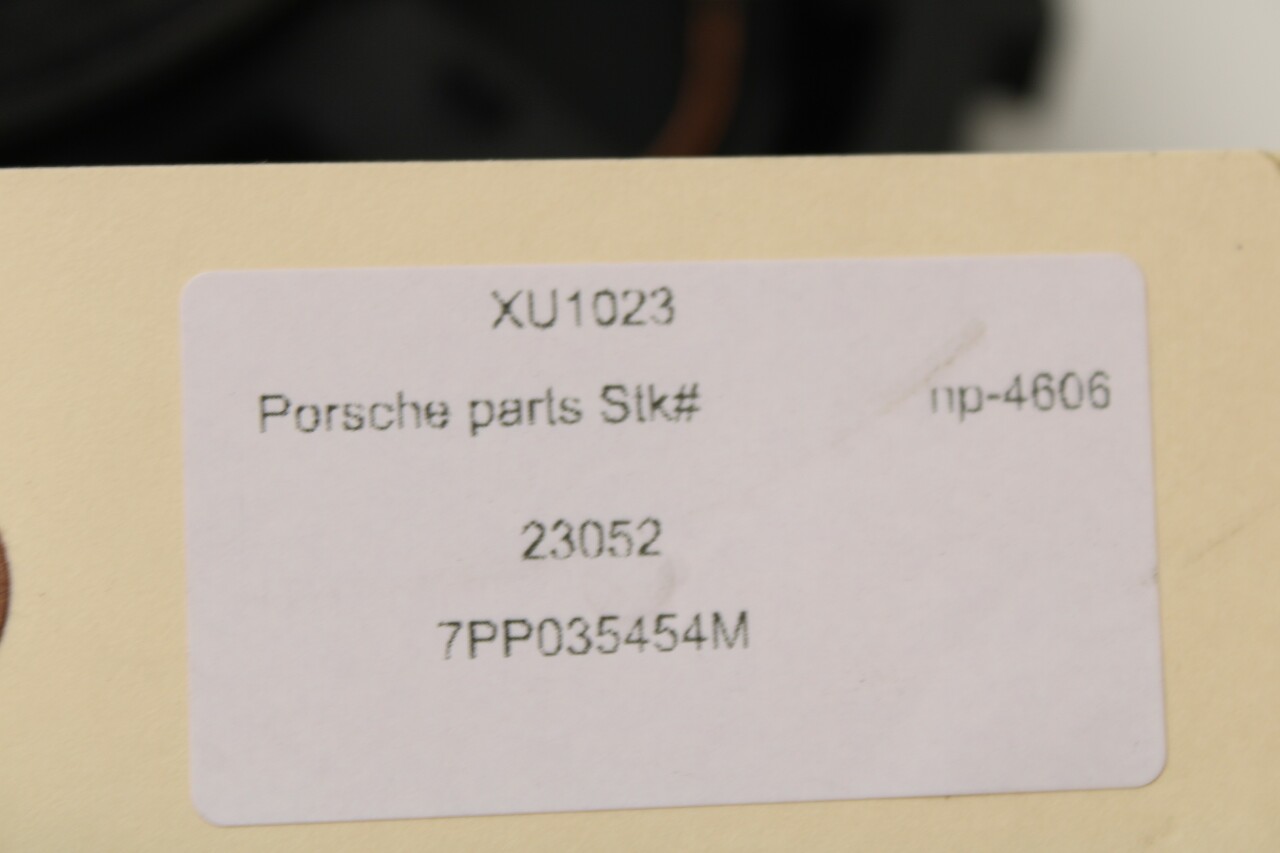 XU1023
Porsche parts Stk# np-4606
23052
7PP035454M